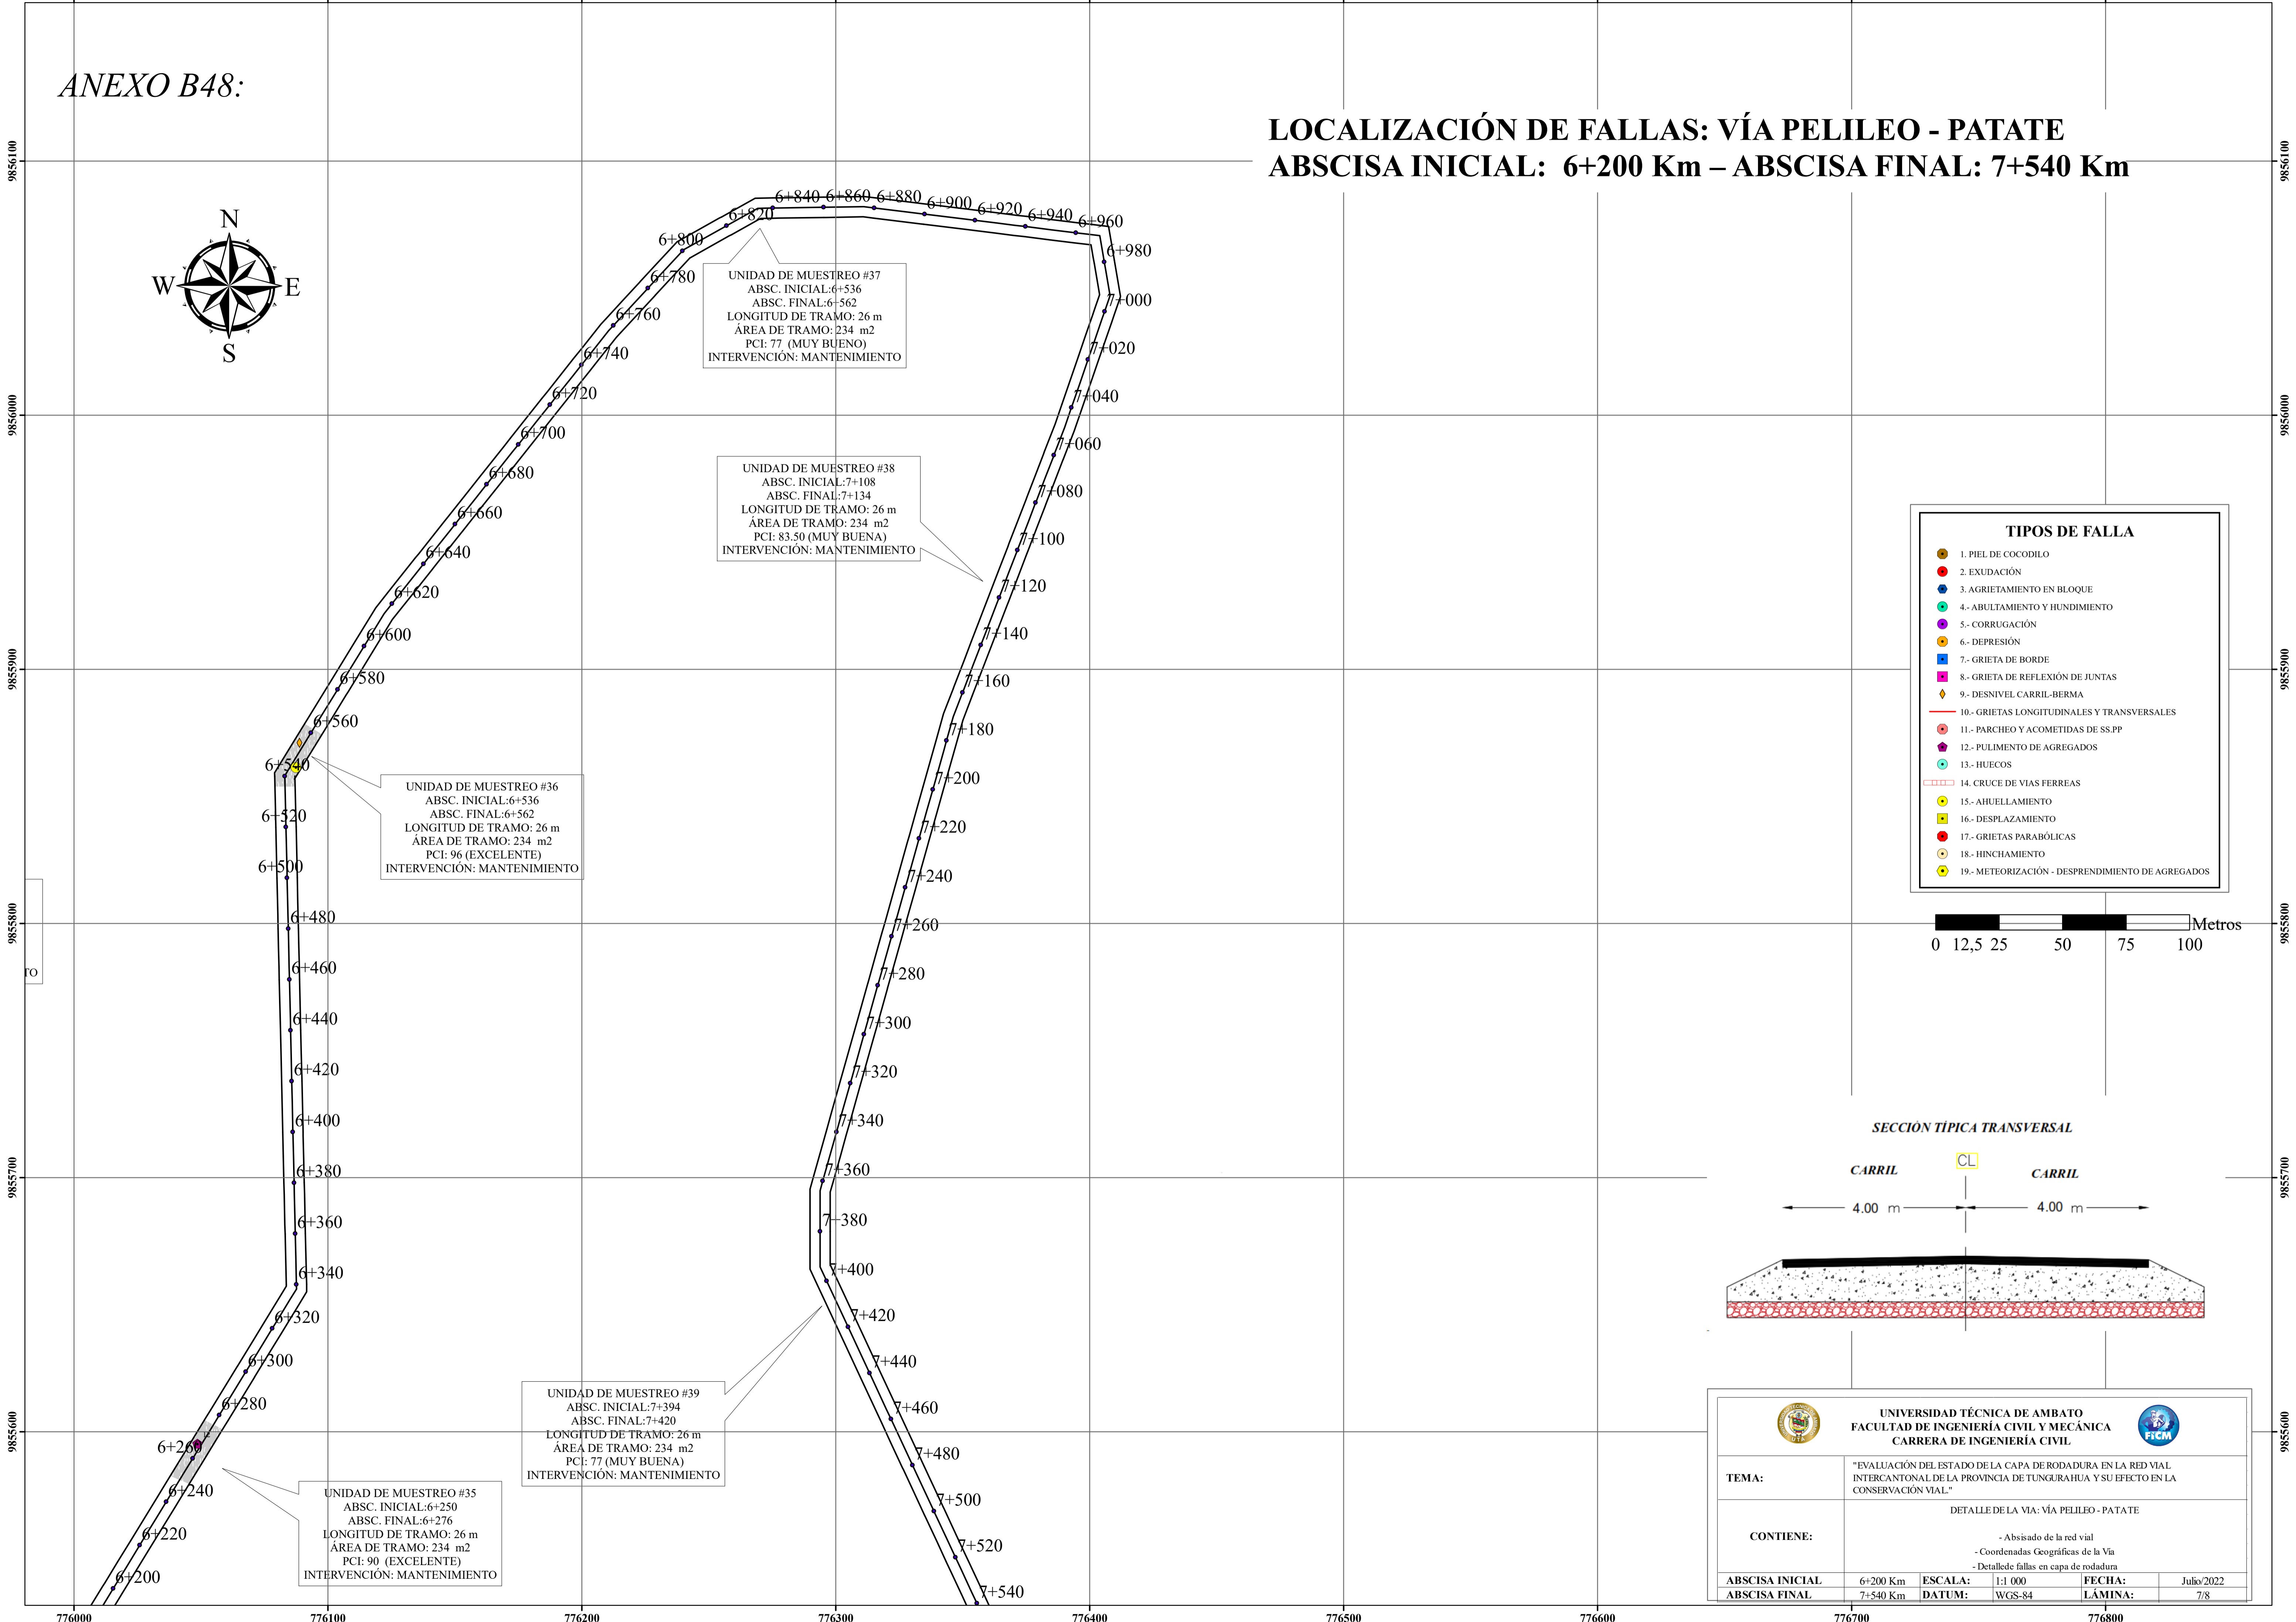 ANEXO B48:
LOCALIZACIÓN DE FALLAS: VÍA PELILEO - PATATE
ABSCISA INICIAL:  6+200 Km – ABSCISA FINAL: 7+540 Km
N
W
E
S
6+840
6+860
6+880
6+900
6+920
6+940
6+960
6+980
6+820
6+800
6+780
6+760
6+740
6+720
6+700
6+680
6+660
6+640
6+620
6+600
6+580
6+560
6+540
6+520
6+500
6+480
6+460
6+440
6+420
6+400
6+380
6+360
6+340
6+320
6+300
6+280
6+260
6+240
6+220
6+200
7+000
7+020
7+040
7+060
7+080
7+100
7+120
7+140
7+160
7+180
7+200
7+220
7+240
7+260
7+280
7+300
7+320
7+340
7+360
7+380
7+400
7+420
7+440
7+460
7+480
7+500
7+520
7+540
UNIDAD DE MUESTREO #37
ABSC. INICIAL:6+536
ABSC. FINAL:6+562
LONGITUD DE TRAMO: 26 m
ÁREA DE TRAMO: 234  m2
PCI: 77  (MUY BUENO)
INTERVENCIÓN: MANTENIMIENTO
UNIDAD DE MUESTREO #38
ABSC. INICIAL:7+108
ABSC. FINAL:7+134
LONGITUD DE TRAMO: 26 m
ÁREA DE TRAMO: 234  m2
PCI: 83.50 (MUY BUENA)
INTERVENCIÓN: MANTENIMIENTO
UNIDAD DE MUESTREO #36
ABSC. INICIAL:6+536
ABSC. FINAL:6+562
LONGITUD DE TRAMO: 26 m
ÁREA DE TRAMO: 234  m2
PCI: 96 (EXCELENTE)
INTERVENCIÓN: MANTENIMIENTO
TO
UNIDAD DE MUESTREO #39
ABSC. INICIAL:7+394
ABSC. FINAL:7+420
LONGITUD DE TRAMO: 26 m
ÁREA DE TRAMO: 234  m2
PCI: 77 (MUY BUENA)
INTERVENCIÓN: MANTENIMIENTO
UNIDAD DE MUESTREO #35
ABSC. INICIAL:6+250
ABSC. FINAL:6+276
LONGITUD DE TRAMO: 26 m
ÁREA DE TRAMO: 234  m2
PCI: 90  (EXCELENTE)
INTERVENCIÓN: MANTENIMIENTO
TIPOS DE FALLA
1. PIEL DE COCODILO
2. EXUDACIÓN
3. AGRIETAMIENTO EN BLOQUE
4.- ABULTAMIENTO Y HUNDIMIENTO
5.- CORRUGACIÓN
6.- DEPRESIÓN
7.- GRIETA DE BORDE
8.- GRIETA DE REFLEXIÓN DE JUNTAS
9.- DESNIVEL CARRIL-BERMA
10.- GRIETAS LONGITUDINALES Y TRANSVERSALES
11.- PARCHEO Y ACOMETIDAS DE SS.PP
12.- PULIMENTO DE AGREGADOS
13.- HUECOS
14. CRUCE DE VIAS FERREAS
15.- AHUELLAMIENTO
16.- DESPLAZAMIENTO
17.- GRIETAS PARABÓLICAS
18.- HINCHAMIENTO
19.- METEORIZACIÓN - DESPRENDIMIENTO DE AGREGADOS
Metros
0 12,5 25 50 75 100
SECCIÓN TÍPICA TRANSVERSAL
CARRIL CL CARRIL
4.00 m 4.00 m
UNIVERSIDAD TÉCNICA DE AMBATO
FACULTAD DE INGENIERÍA CIVIL Y MECÁNICA
CARRERA DE INGENIERÍA CIVIL
FiCM
TEMA:
"EVALUACIÓN DEL ESTADO DE LA CAPA DE RODADURA EN LA RED VIAL
INTERCANTONAL DE LA PROVINCIA DE TUNGURAHUA Y SU EFECTO EN LA
CONSERVACIÓN VIAL."
CONTIENE:
DETALLE DE LA VIA: VÍA PELILEO - PATATE
- Absisado de la red vial
- Coordenadas Geográficas de la Via
- Detallede fallas en capa de rodadura
ABSCISA INICIAL 6+200 Km ESCALA: 1:1 000 FECHA: Julio/2022
ABSCISA FINAL 7+540 Km DATUM: WGS-84 LÁMINA: 7/8
9856100
9856000
9855900
9855800
9855700
9855600
9856100
9856000
9855900
9855800
9855700
9855600
776000 776100 776200 776300 776400 776500 776600 776700 776800